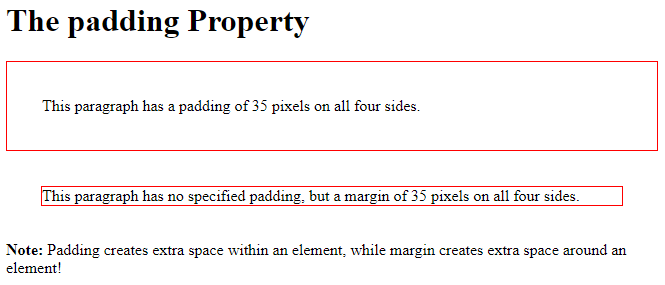 The padding Property
This paragraph has a padding of 35 pixels on all four sides.
This paragraph has no specified padding, but a margin of 35 pixels on all four sides.
Note: Padding creates extra space within an element, while margin creates extra space around an
element!